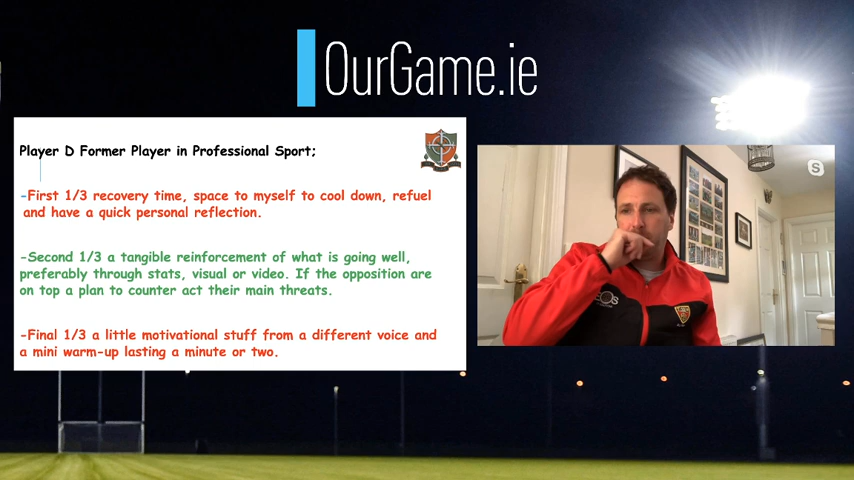 OurGame.ie
Player D Former Player in Professional Sport;
-First 1/3 recovery time, space to myself to cool down, refuel
and have a quick personal reflection.
-Second 1/3 a tangible reinforcement of what is going well,
preferably through stats, visual or video. If the opposition are
on top a plan to counter act their main threats.
-Final 1/3 a little motivational stuff from a different voice and
a mini warm-up lasting a minute or two.